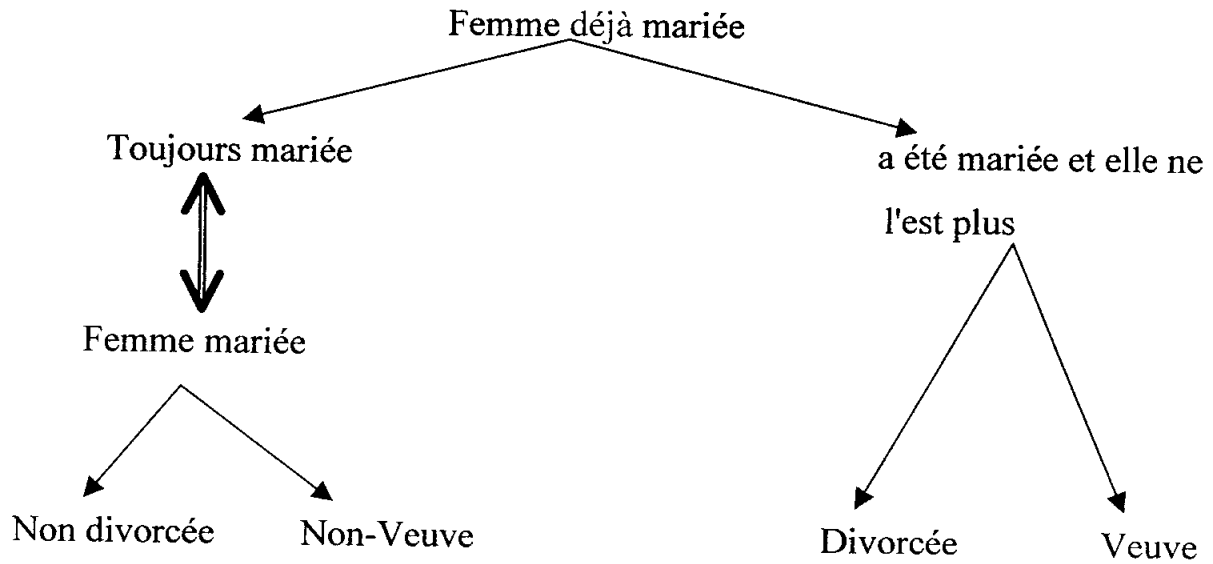 Femme déjà mariée
Toujours mariée
a été mariée et elle ne
l'est plus
Femme mariée
Non divorcée
Non-Veuve
Divorcée
Veuve